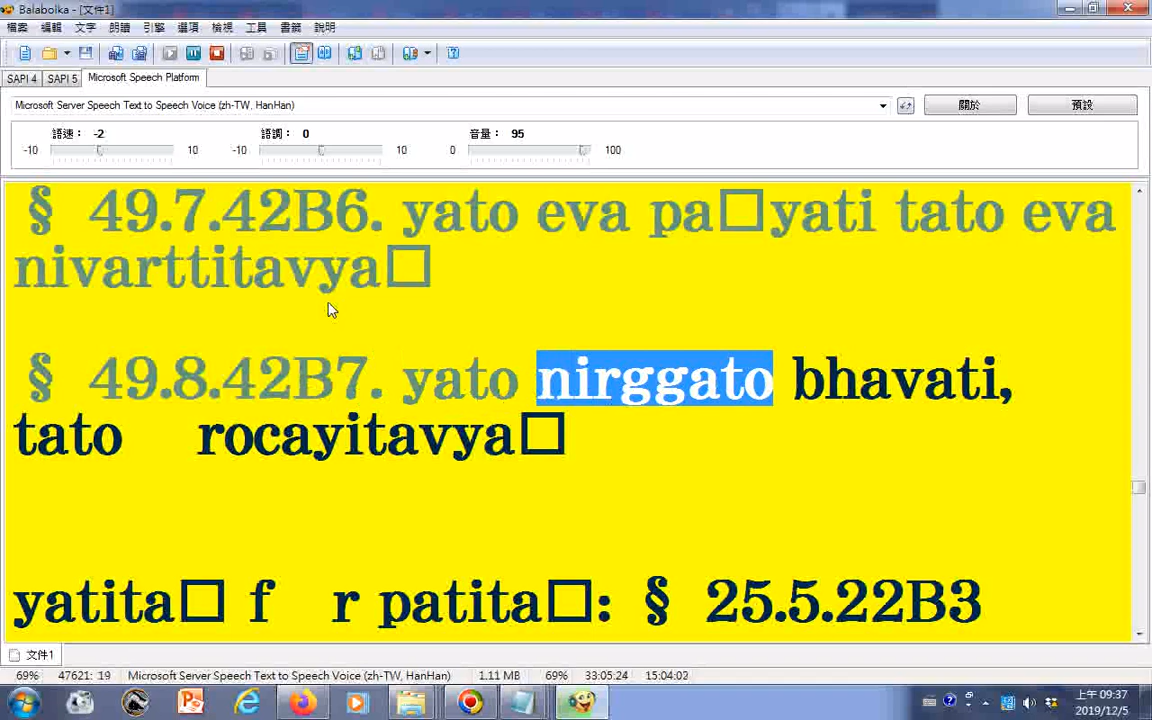 Balabolka - [文件1]
檔案 編輯 文字 朗讀 引擎 選項 檢視 工具 書籤 說明
SAPI 4 SAPI 5 Microsoft Speech Platform
Microsoft Server Speech Text to Speech Voice (zh-TW, HanHan) 關於 預設
語速： -2 語調： 0 音量： 95
-10 10 -10 10 0 100
§ 49.7.42B6. yato eva pa□yati tato eva
nivarttitavya□
§ 49.8.42B7. yato nirggato bhavati,
tato rocayitavya□
yatita□ f r patita□: § 25.5.22B3
文件1
69% 47621: 19 Microsoft Server Speech Text to Speech Voice (zh-TW, HanHan) 1.11 MB 69% 33:05:24 15:04:02
上午 09:37
2019/12/5